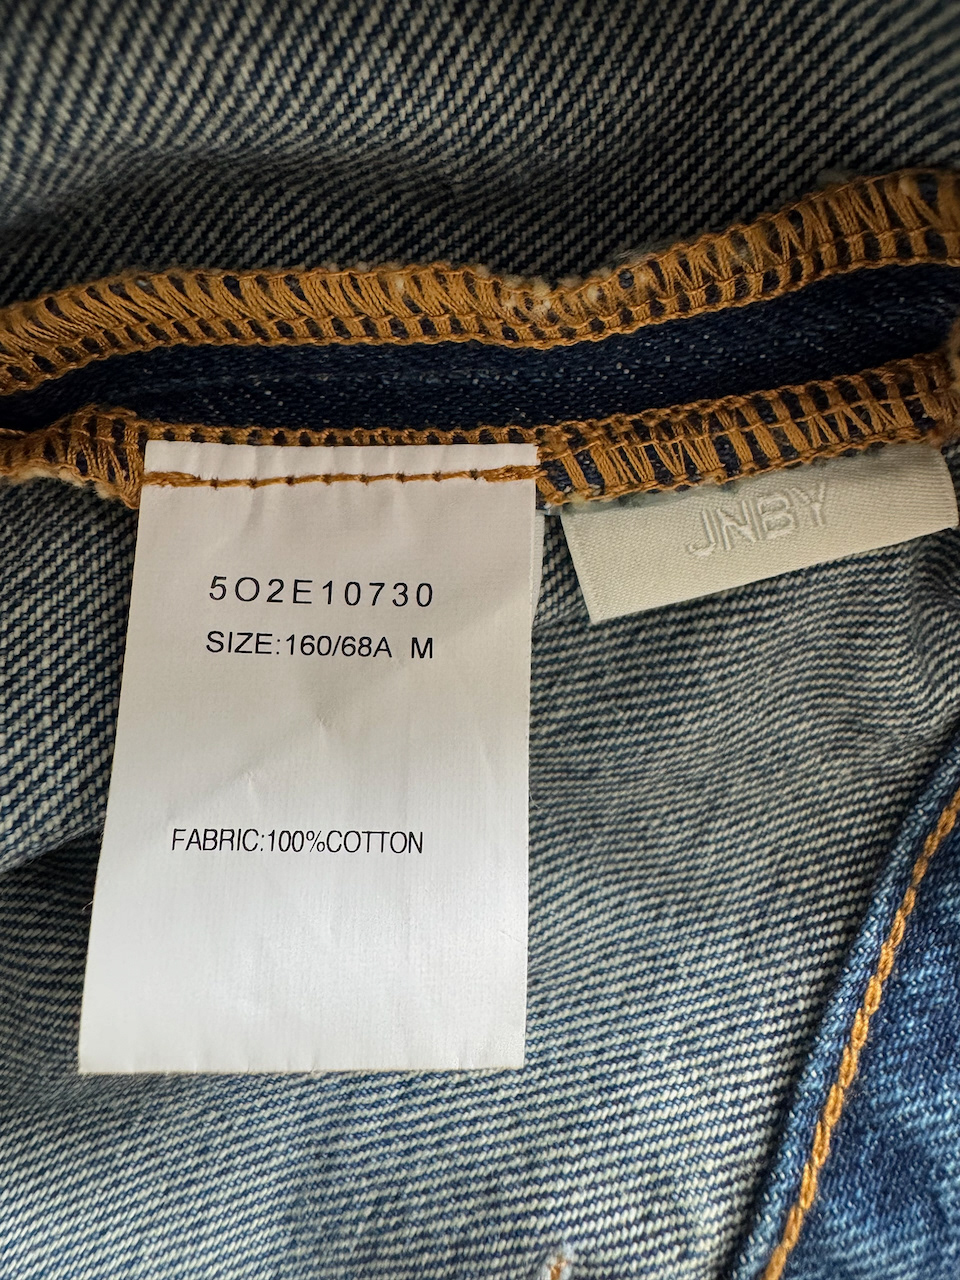 JNBY
5O2E10730
SIZE:160/68A M
FABRIC:100%COTTON